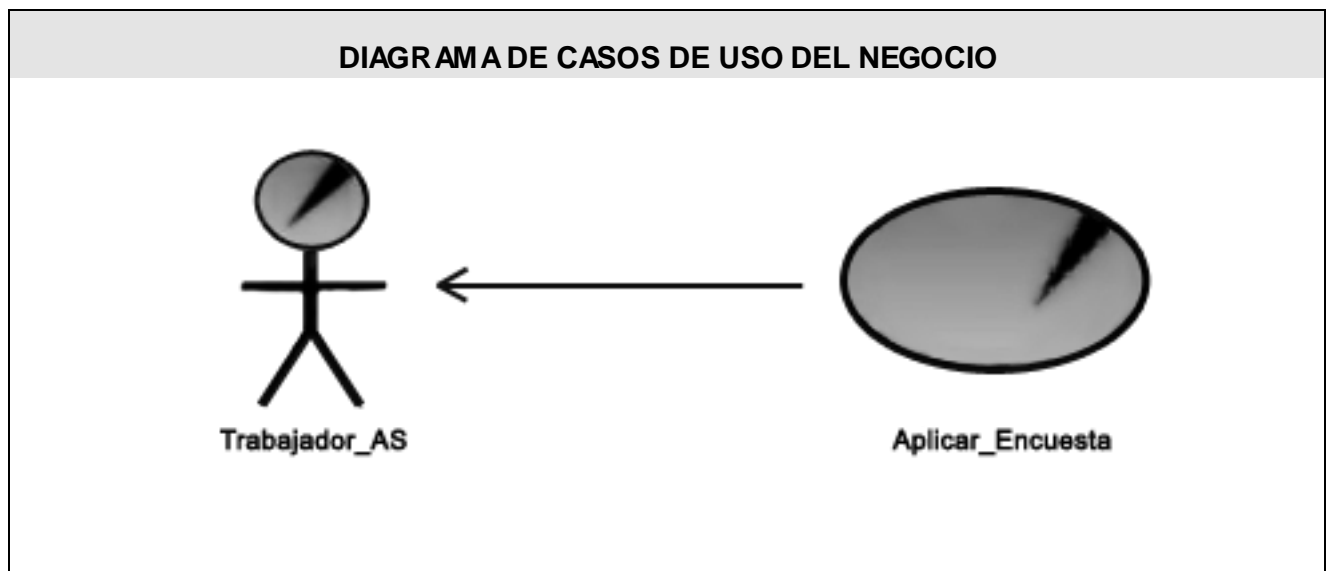 DIAGRAMA DE CASOS DE USO DEL NEGOCIO
Trabajador_AS
Aplicar_Encuesta